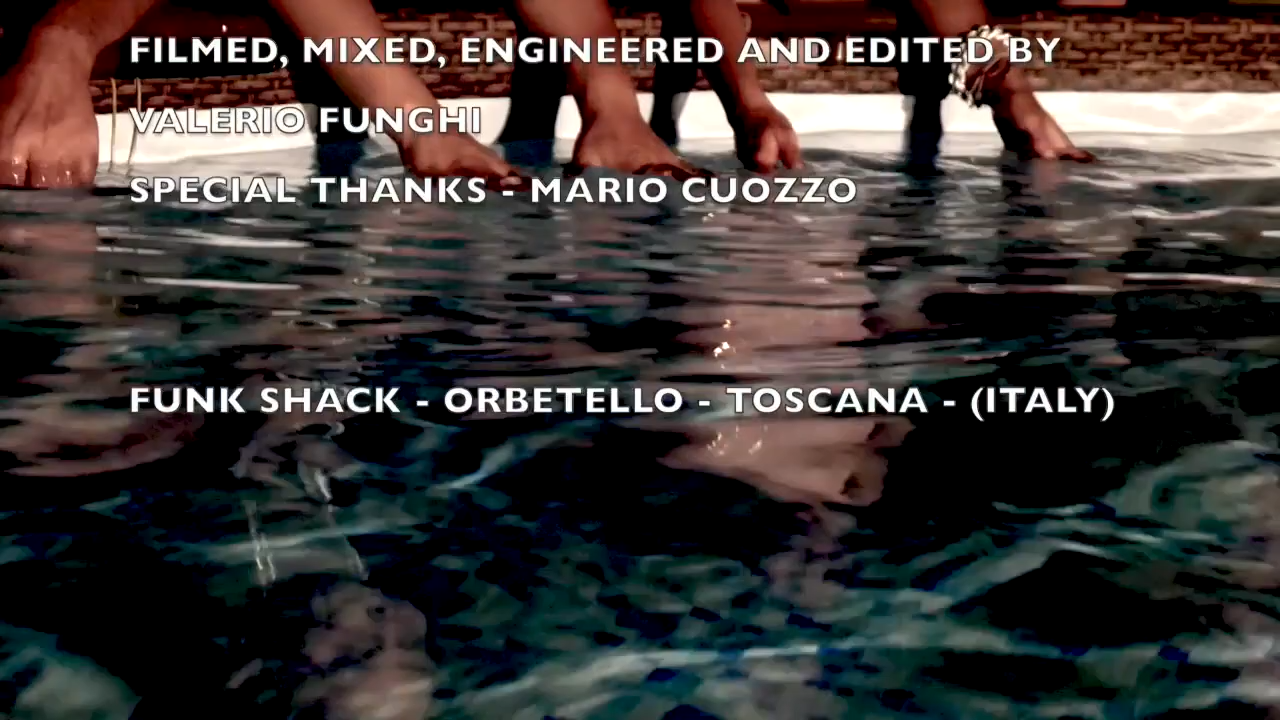 FILMED, MIXED, ENGINEERED AND EDITED BY
VALERIO FUNGHI
SPECIAL THANKS - MARIO CUOZZO
FUNK SHACK - ORBETELLO - TOSCANA - (ITALY)